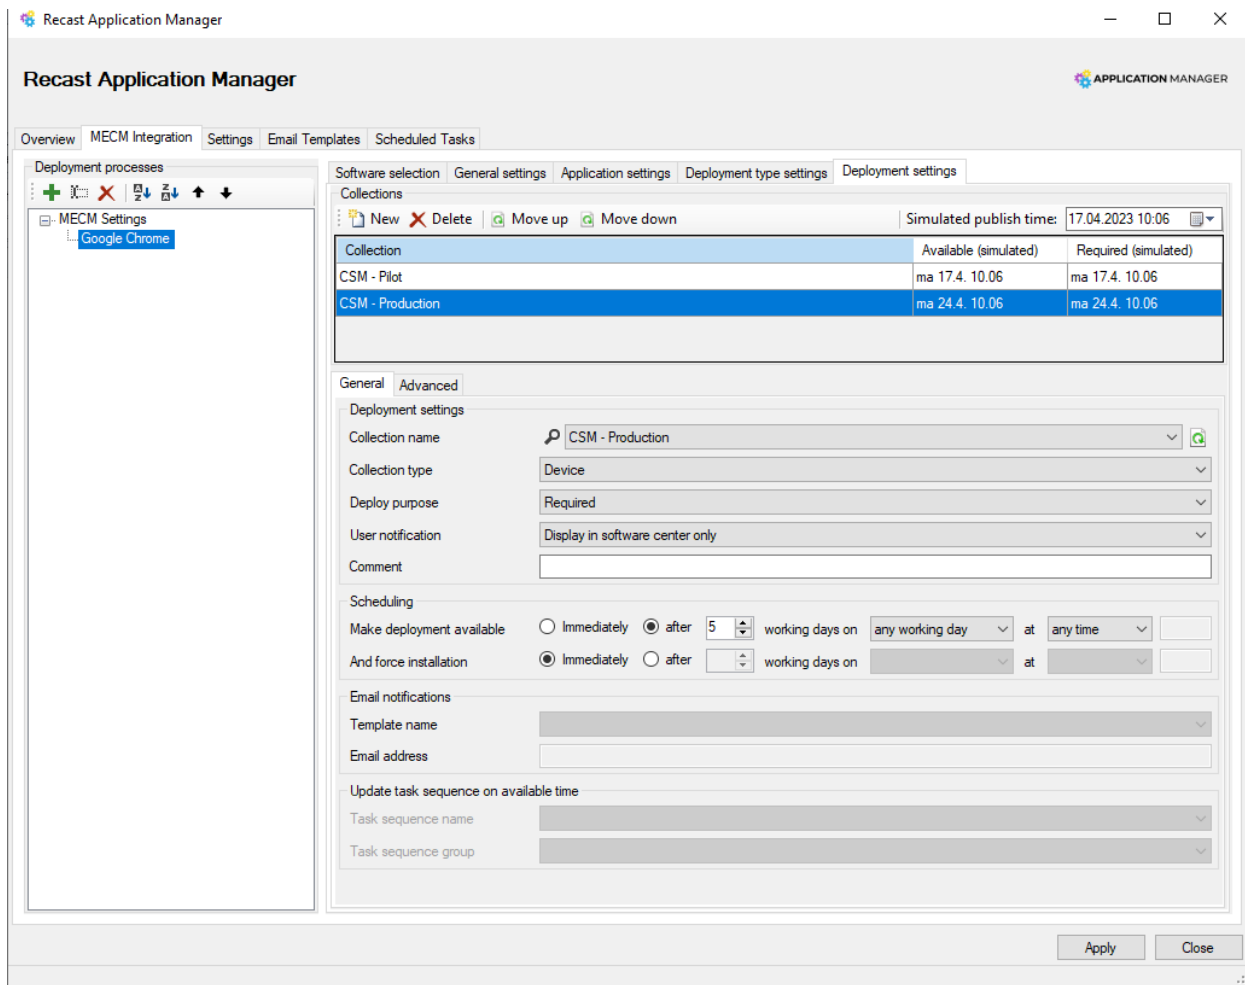 Recast Application Manager
Recast Application Manager
APPLICATION MANAGER
Overview MECM Integration Settings Email Templates Scheduled Tasks
Deployment processes
MECM Settings
Google Chrome
Software selection General settings Application settings Deployment type settings Deployment settings
Collections
New Delete Move up Move down Simulated publish time: 17.04.2023 10:06
Collection Available (simulated) Required (simulated)
CSM - Pilot ma 17.4. 10.06 ma 17.4. 10.06
CSM - Production ma 24.4. 10.06 ma 24.4. 10.06
General Advanced
Deployment settings
Collection name CSM - Production
Collection type Device
Deploy purpose Required
User notification Display in software center only
Comment
Scheduling
Make deployment available Immediately after 5 working days on any working day at any time
And force installation Immediately after working days on at
Email notifications
Template name
Email address
Update task sequence on available time
Task sequence name
Task sequence group
Apply Close